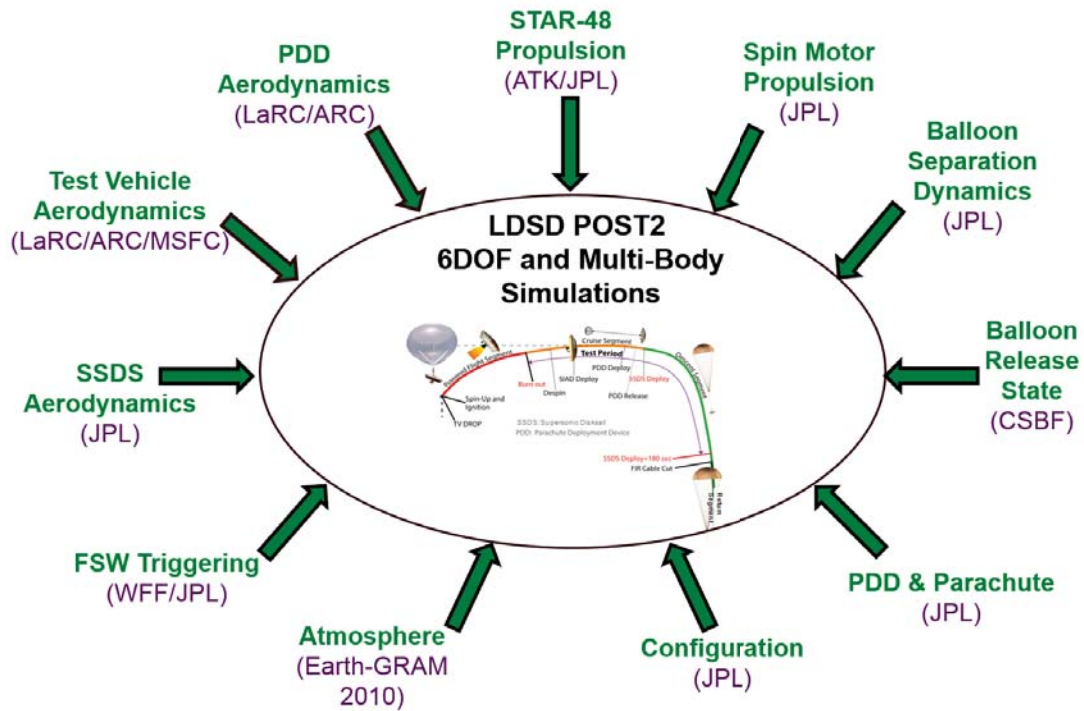 STAR-48
Propulsion
(ATK/JPL)
Spin Motor
Propulsion
(JPL)
PDD
Aerodynamics
(LaRC/ARC)
Balloon
Separation
Dynamics
(JPL)
Test Vehicle
Aerodynamics
(LaRC/ARC/MSFC)
LDSD POST2
6DOF and Multi-Body
Simulations
Powered Flight Segment
Cruise Segment
Test Period
PDD Deploy
SIAD Deploy
SSDS Deploy
Burn out
Despin
PDD Release
Spin-Up and
Ignition
TV DROP
SSDS: Supersonic Disksail
PDD: Parachute Deployment Device
SSDS Deploy+180 sec
FIR Cable Cut
Segment
Balloon
Release
State
(CSBF)
SSDS
Aerodynamics
(JPL)
FSW Triggering
(WFF/JPL)
PDD & Parachute
(JPL)
Atmosphere
(Earth-GRAM
2010)
Configuration
(JPL)